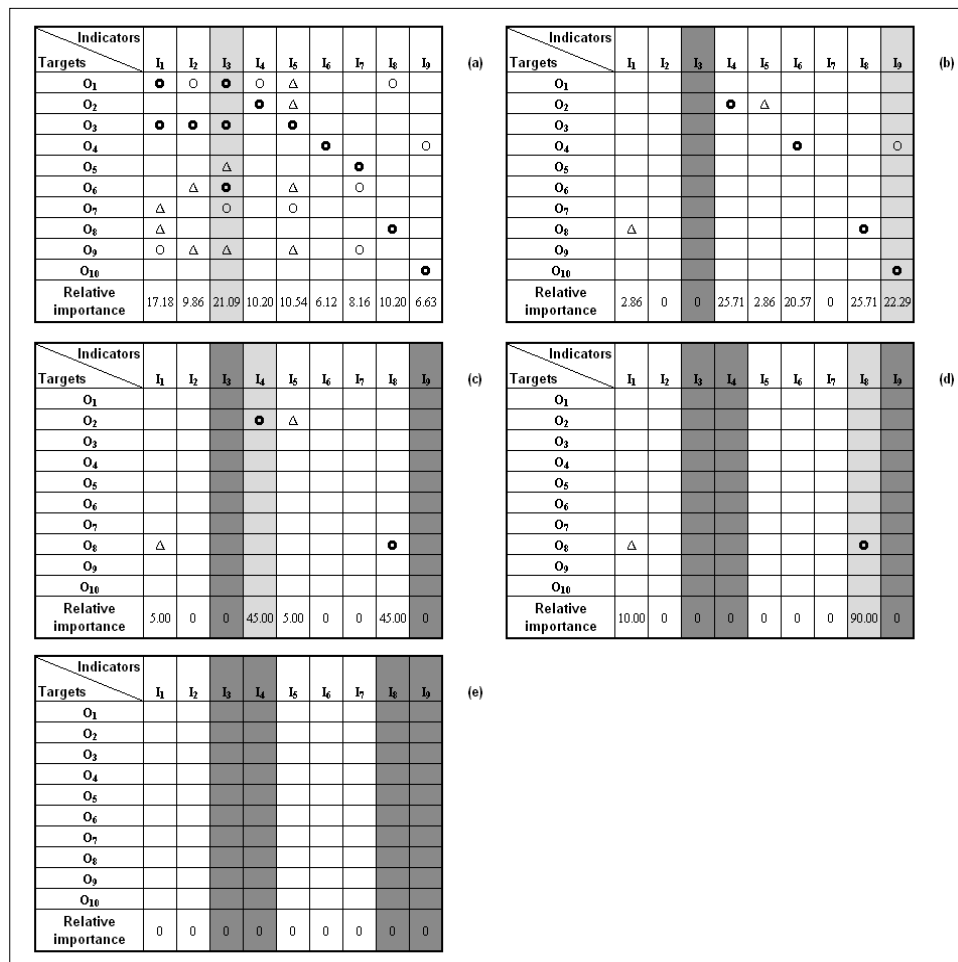 Indicators
Targets I₁ I₂ I₃ I₄ I₅ I₆ I₇ I₈ I₉ (a)
O₁ ⭘ ○ ⭘ ○ △ ○
O₂ ⭘ △
O₃ ⭘ ⭘ ⭘ ⭘
O₄ ⭘ ○
O₅ △ ⭘
O₆ △ ⭘ △ ○
O₇ △ ○ ○
O₈ △ ⭘
O₉ ○ △ △ △ ○
O₁₀ ⭘
Relative
importance 17.18 9.86 21.09 10.20 10.54 6.12 8.16 10.20 6.63
Indicators
Targets I₁ I₂ I₃ I₄ I₅ I₆ I₇ I₈ I₉ (b)
O₁
O₂ ⭘ △
O₃
O₄ ⭘ ○
O₅
O₆
O₇
O₈ △ ⭘
O₉
O₁₀ ⭘
Relative
importance 2.86 0 0 25.71 2.86 20.57 0 25.71 22.29
Indicators
Targets I₁ I₂ I₃ I₄ I₅ I₆ I₇ I₈ I₉ (c)
O₁
O₂ ⭘ △
O₃
O₄
O₅
O₆
O₇
O₈ △ ⭘
O₉
O₁₀
Relative
importance 5.00 0 0 45.00 5.00 0 0 45.00 0
Indicators
Targets I₁ I₂ I₃ I₄ I₅ I₆ I₇ I₈ I₉ (d)
O₁
O₂
O₃
O₄
O₅
O₆
O₇
O₈ △ ⭘
O₉
O₁₀
Relative
importance 10.00 0 0 0 0 0 0 90.00 0
Indicators
Targets I₁ I₂ I₃ I₄ I₅ I₆ I₇ I₈ I₉ (e)
O₁
O₂
O₃
O₄
O₅
O₆
O₇
O₈
O₉
O₁₀
Relative
importance 0 0 0 0 0 0 0 0 0